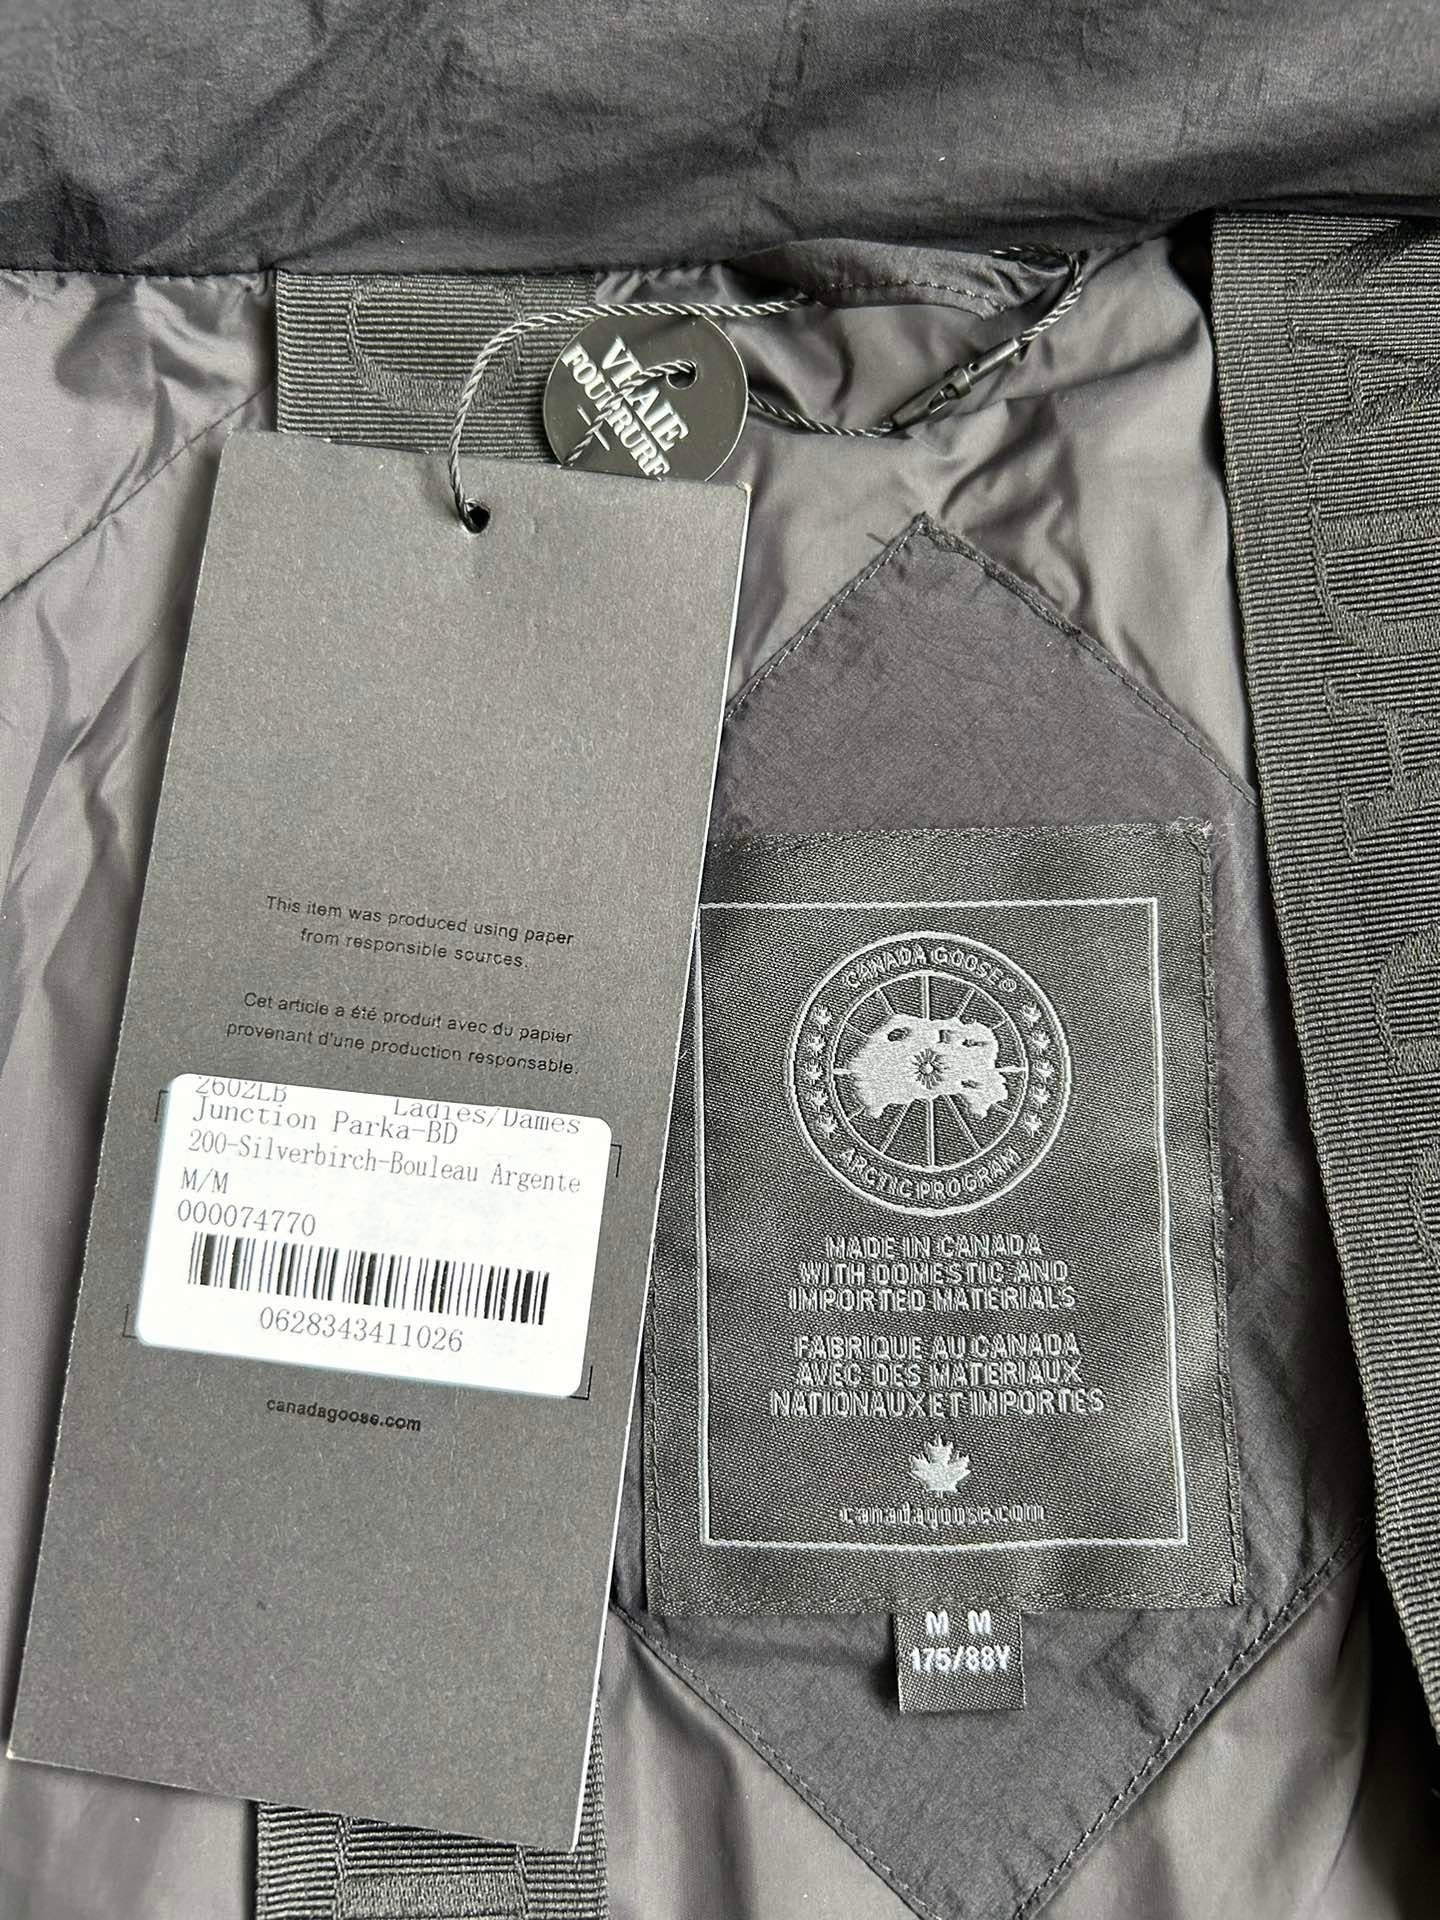 VRAIE
FOURRURE
This item was produced using paper
from responsible sources.
Cet article a été produit avec du papier
provenant d'une production responsable.
2602LB Ladies/Dames
Junction Parka-BD
200-Silverbirch-Bouleau Argente
M/M
000074770
0628343411026
canadagoose.com
CANADA GOOSE®
ARCTIC PROGRAM
MADE IN CANADA
WITH DOMESTIC AND
IMPORTED MATERIALS
FABRIQUE AU CANADA
AVEC DES MATERIAUX
NATIONAUX ET IMPORTES
canadagoose.com
M M
175/88Y